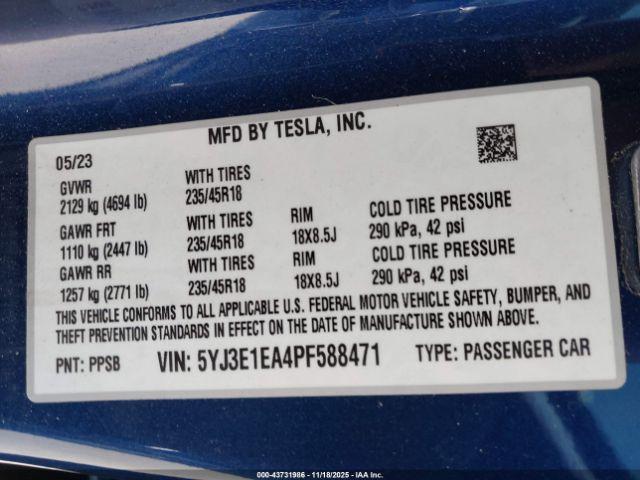 MFD BY TESLA, INC.
05/23
GVWR WITH TIRES
2129 kg (4694 lb) 235/45R18
GAWR FRT WITH TIRES RIM COLD TIRE PRESSURE
1110 kg (2447 lb) 235/45R18 18X8.5J 290 kPa, 42 psi
GAWR RR WITH TIRES RIM COLD TIRE PRESSURE
1257 kg (2771 lb) 235/45R18 18X8.5J 290 kPa, 42 psi
THIS VEHICLE CONFORMS TO ALL APPLICABLE U.S. FEDERAL MOTOR VEHICLE SAFETY, BUMPER, AND
THEFT PREVENTION STANDARDS IN EFFECT ON THE DATE OF MANUFACTURE SHOWN ABOVE.
PNT: PPSB VIN: 5YJ3E1EA4PF588471 TYPE: PASSENGER CAR
000-43731986 - 11/18/2025 - IAA, Inc.